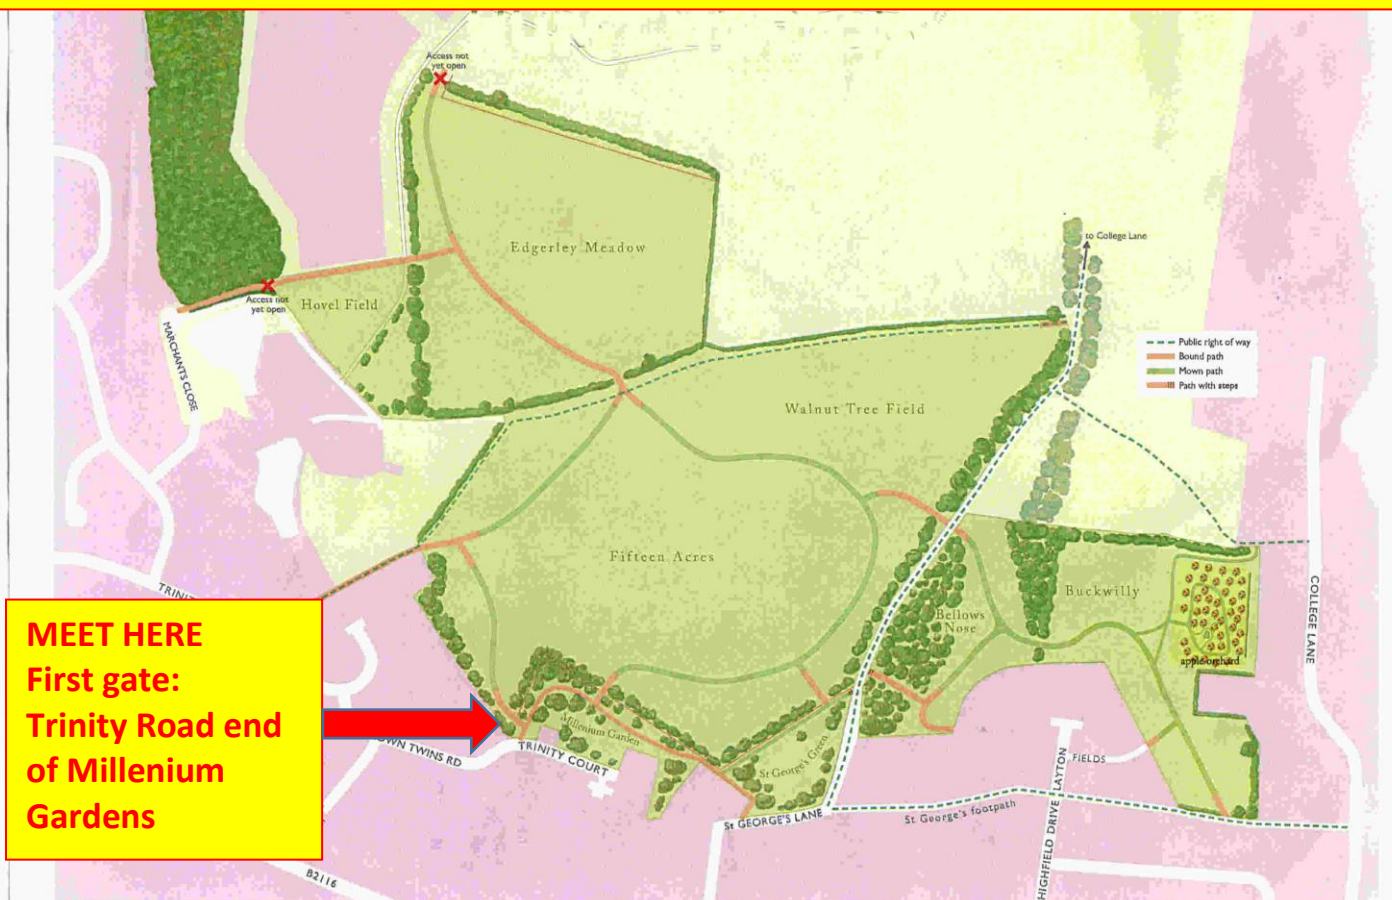 Access not
yet open
to College Lane
Edgerley Meadow
Access not
yet open
Hovel Field
MARCHANTS CLOSE
Public right of way
Bound path
Mown path
Path with steps
Walnut Tree Field
Fifteen Acres
Buckwilly
Bellows
Nose
apple orchard
COLLEGE LANE
TRINI
MEET HERE
First gate:
Trinity Road end
of Millenium
Gardens
OWN TWINS RD
TRINITY COURT
Millenium Garden
St George's Green
St GEORGE'S LANE
St George's footpath
HIGHFIELD DRIVE
LAYTON
FIELDS
B2116